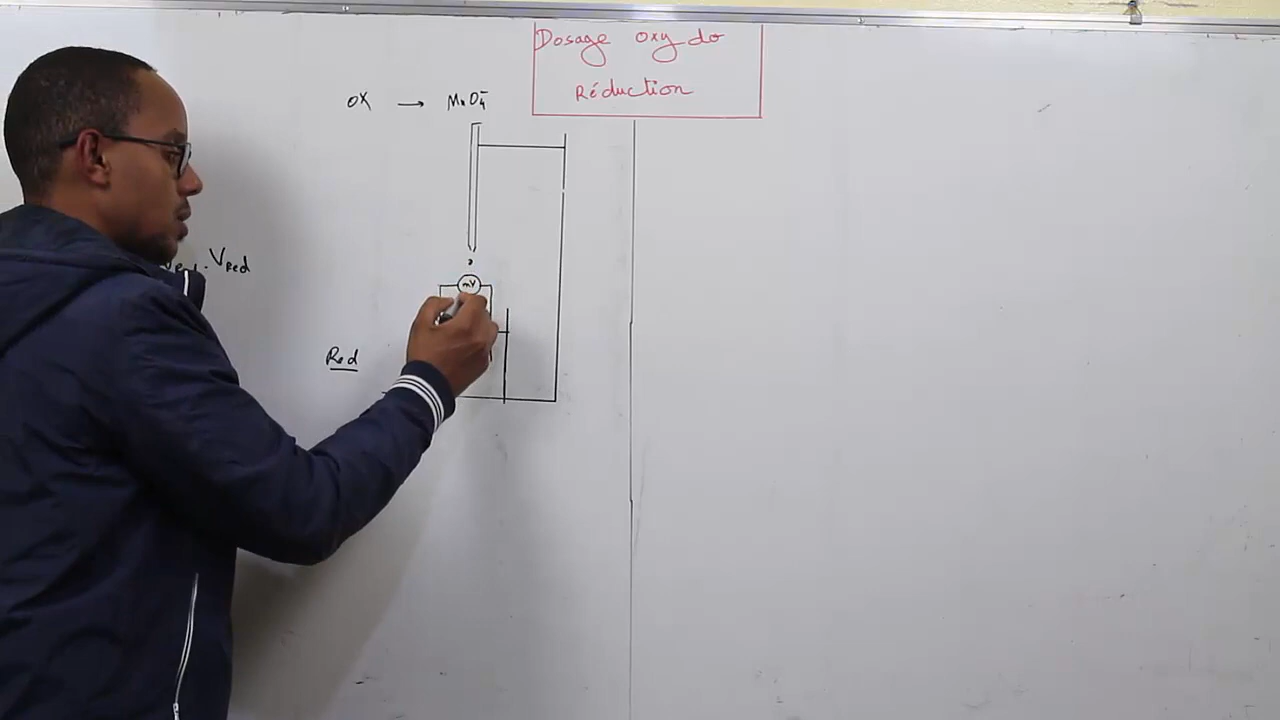 Dosage oxydo
Réduction
OX → MnO₄⁻
. VRed
mV
Red